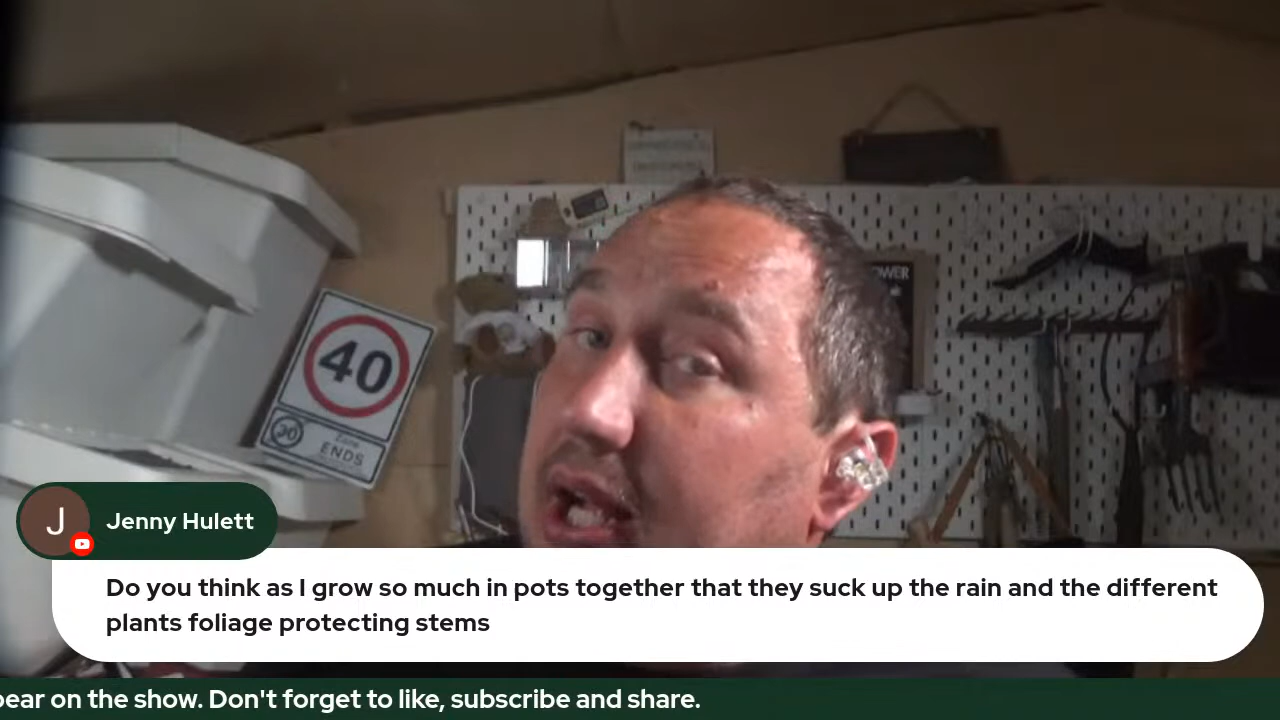 OWER
40
30
Zone
ENDS
J
Jenny Hulett
Do you think as I grow so much in pots together that they suck up the rain and the different
plants foliage protecting stems
pear on the show. Don't forget to like, subscribe and share.